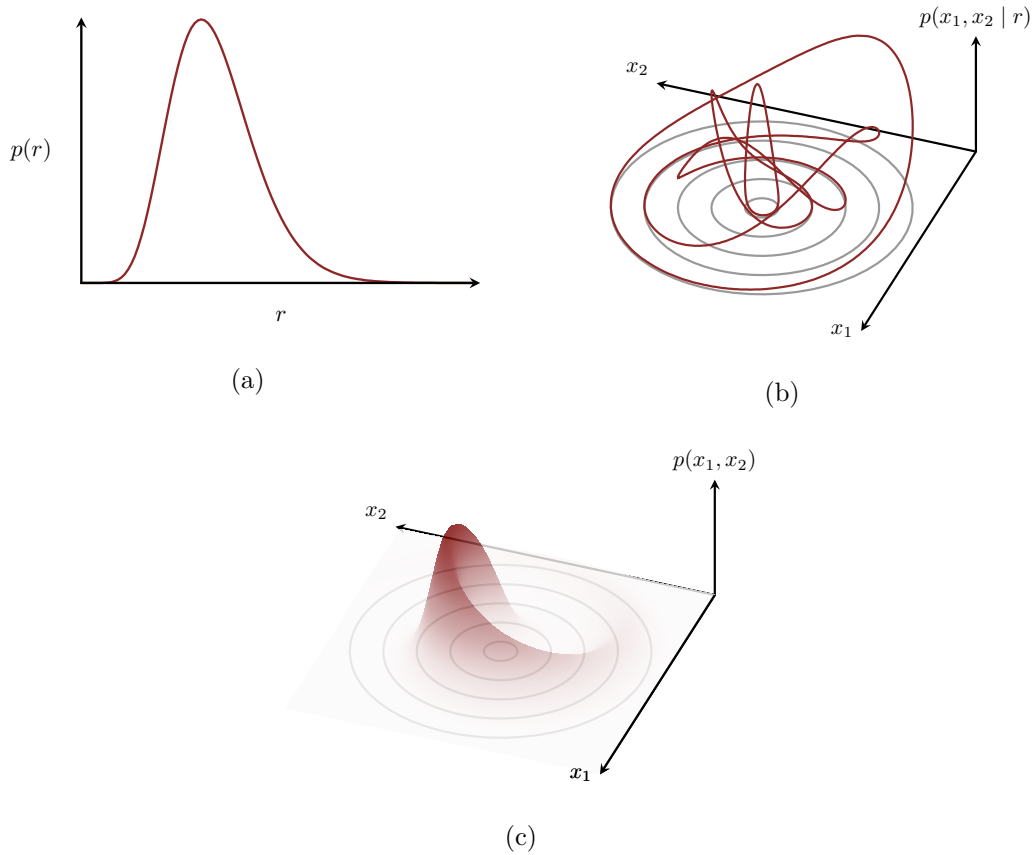 p(r)
r
(a)
p(x₁, x₂ | r)
x₂
x₁
(b)
p(x₁, x₂)
x₂
x₁
(c)